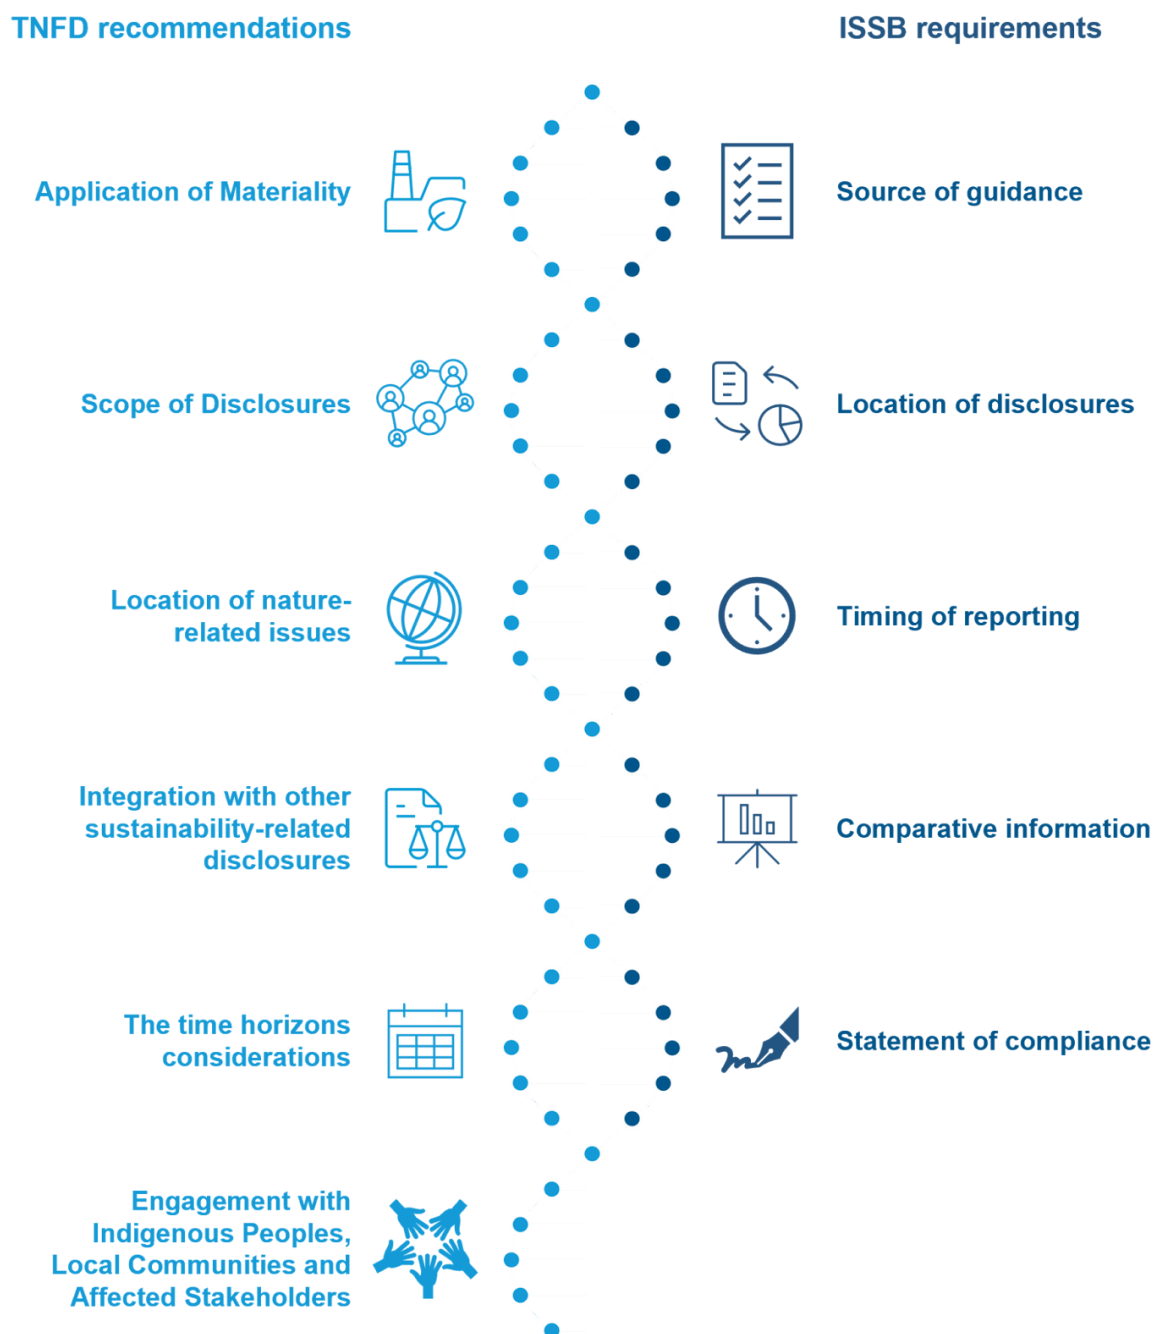 TNFD recommendations
ISSB requirements
Application of Materiality
Source of guidance
Scope of Disclosures
Location of disclosures
Location of nature-
related issues
Timing of reporting
Integration with other
sustainability-related
disclosures
Comparative information
The time horizons
considerations
Statement of compliance
Engagement with
Indigenous Peoples,
Local Communities and
Affected Stakeholders